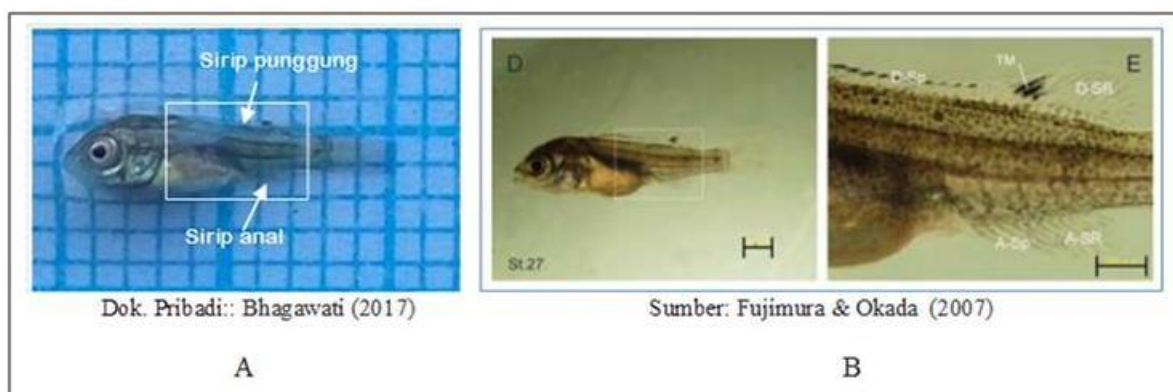 Sirip punggung
Sirip anal
D
St.27.
D-Sp
TM
D-SR
E
A-Sp
A-SR
Dok. Pribadi:: Bhagawati (2017)
Sumber: Fujimura & Okada (2007)
A
B